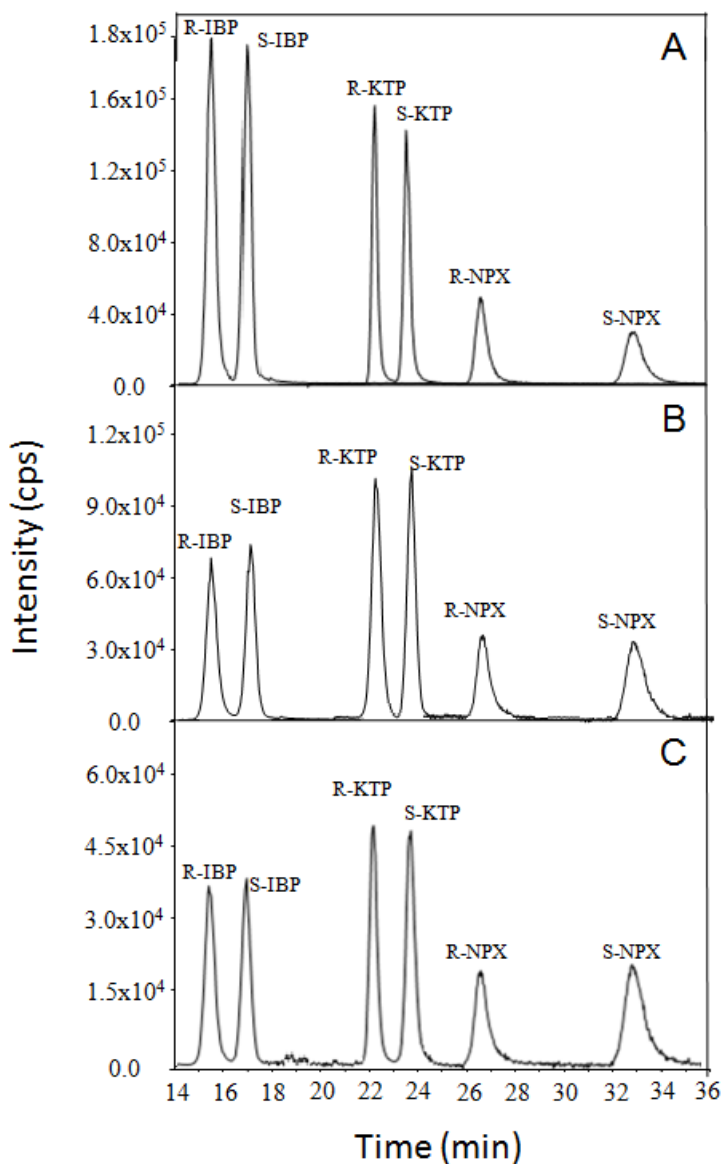 A
R-IBP
S-IBP
R-KTP
S-KTP
R-NPX
S-NPX
1.8x10⁵
1.6x10⁵
1.2x10⁵
8.0x10⁴
4.0x10⁴
0.0
B
R-IBP
S-IBP
R-KTP
S-KTP
R-NPX
S-NPX
1.2x10⁵
9.0x10⁴
6.0x10⁴
3.0x10⁴
0.0
Intensity (cps)
C
R-IBP
S-IBP
R-KTP
S-KTP
R-NPX
S-NPX
6.0x10⁴
4.5x10⁴
3.0x10⁴
1.5x10⁴
0.0
14 16 18 20 22 24 26 28 30 32 34 36
Time (min)